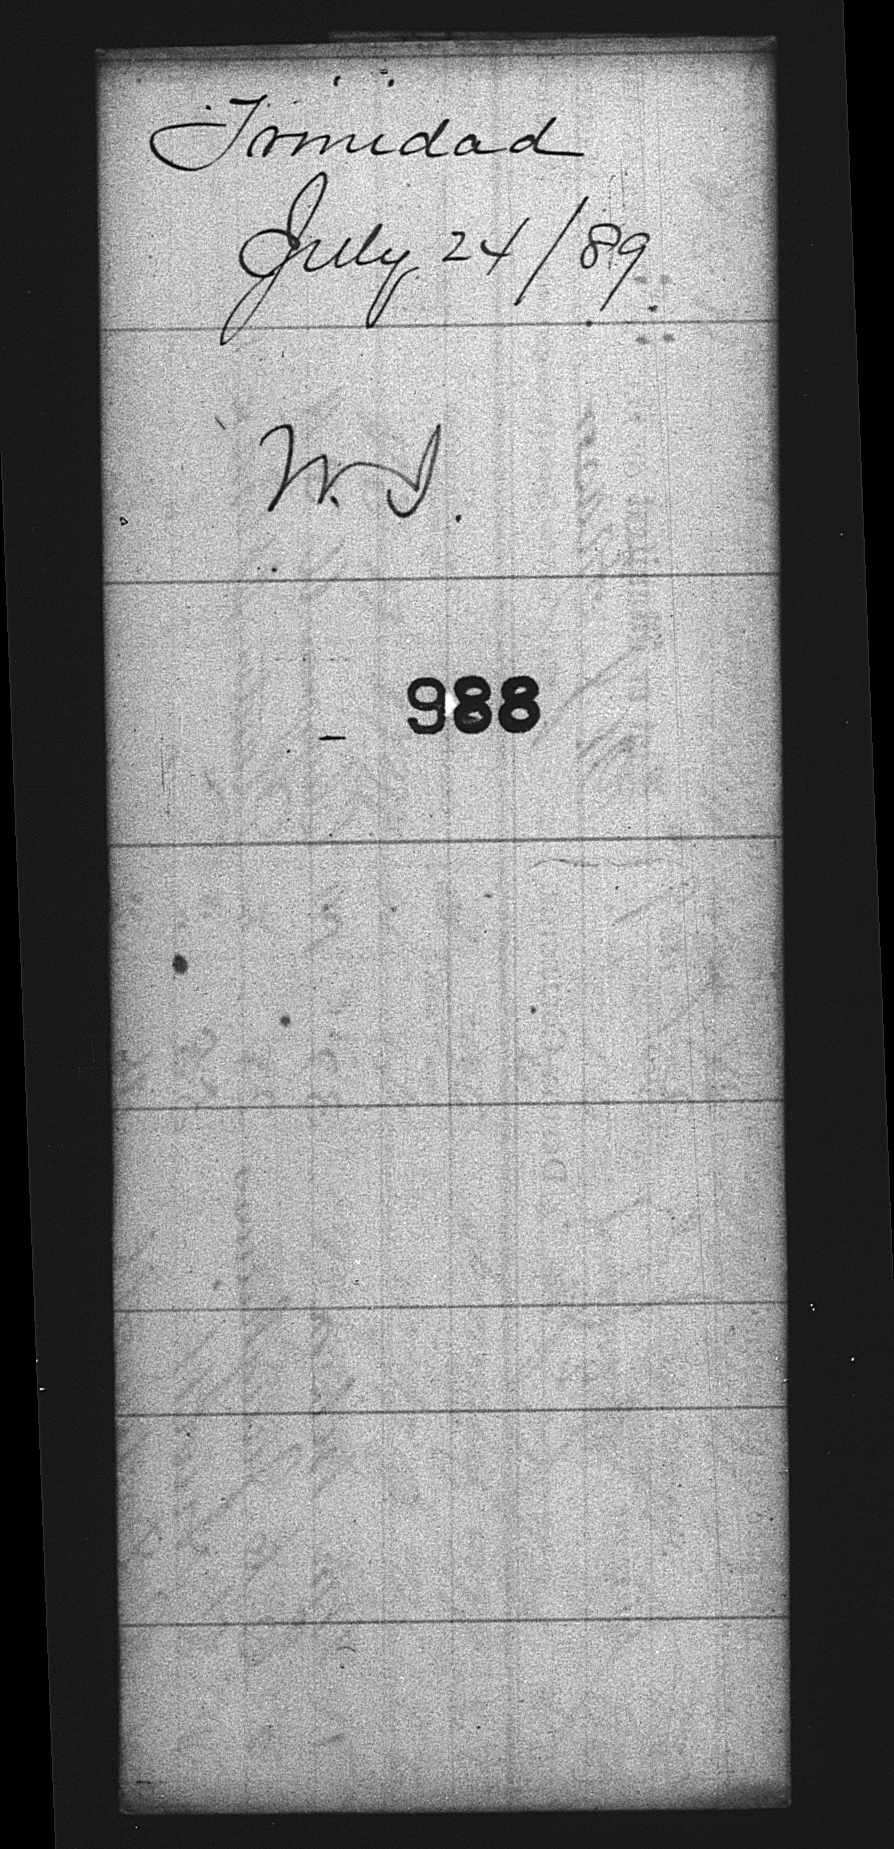 Trinidad
July 24/89
W. I.
988